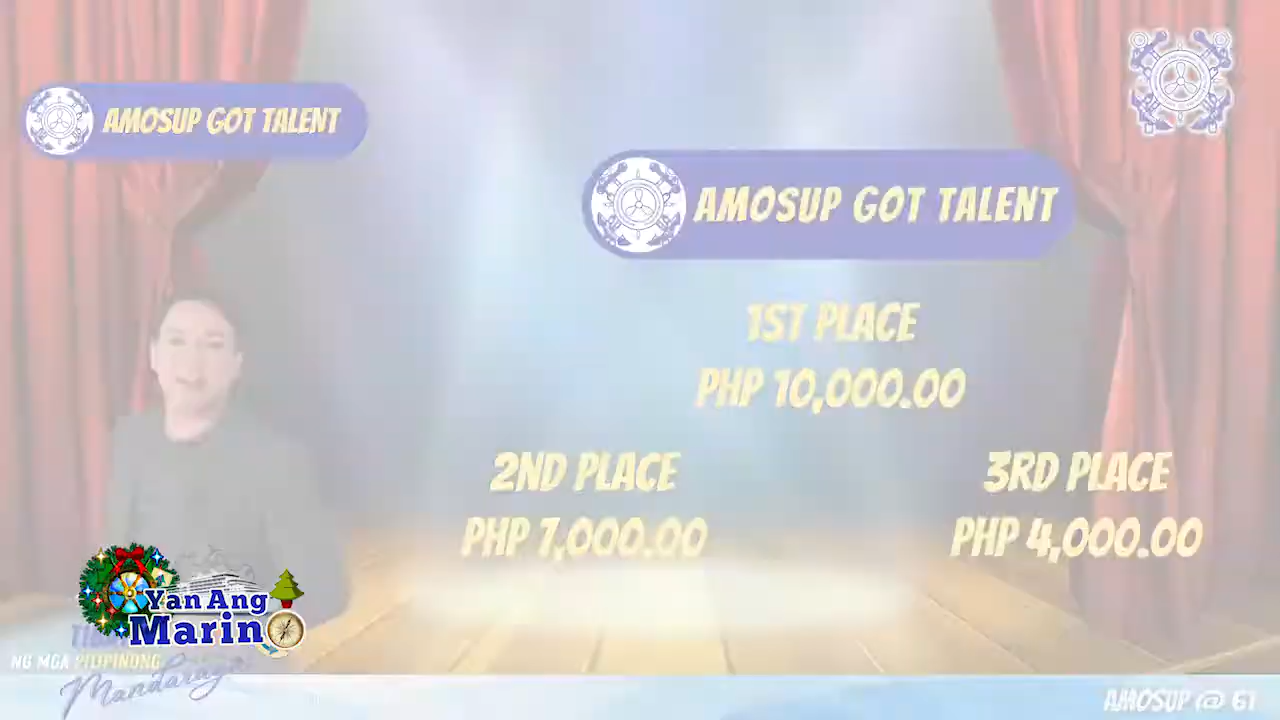 AMOSUP GOT TALENT
AMOSUP GOT TALENT
1ST PLACE
PHP 10,000.00
2ND PLACE
PHP 7,000.00
3RD PLACE
PHP 4,000.00
Yan Ang
Marino
NG MGA PILIPINONG
Mandaragat
AMOSUP @ 61